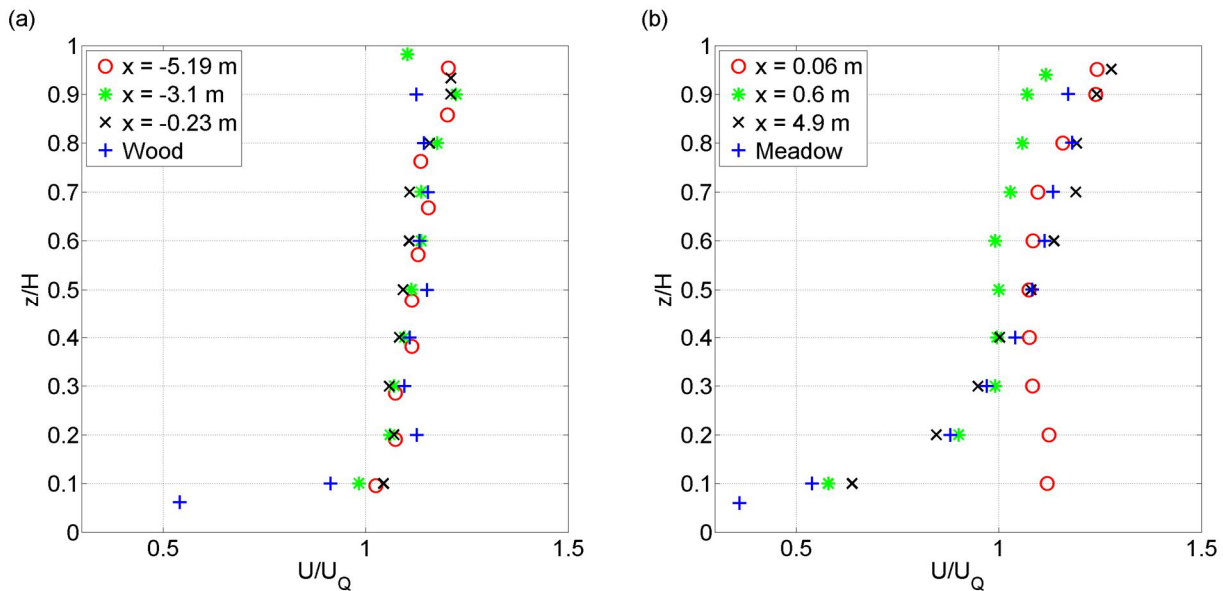 (a)
1
0.9
0.8
0.7
0.6
0.5
0.4
0.3
0.2
0.1
0
z/H
0.5
1
1.5
U/U_Q
x = -5.19 m
x = -3.1 m
x = -0.23 m
Wood
(b)
1
0.9
0.8
0.7
0.6
0.5
0.4
0.3
0.2
0.1
0
z/H
0.5
1
1.5
U/U_Q
x = 0.06 m
x = 0.6 m
x = 4.9 m
Meadow